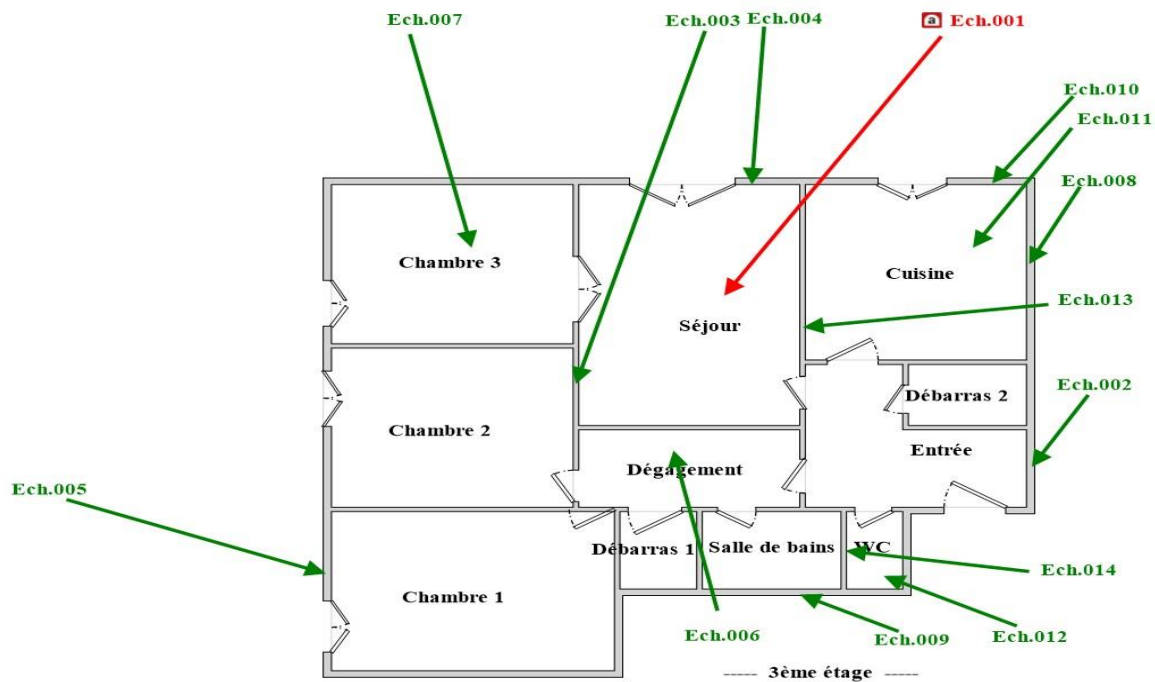 Ech.007
Ech.003
Ech.004
a Ech.001
Ech.010
Ech.011
Ech.008
Chambre 3
Cuisine
Ech.013
Séjour
Débarras 2
Ech.002
Chambre 2
Entrée
Dégagement
Ech.005
Débarras 1
Salle de bains
WC
Ech.014
Chambre 1
Ech.006
Ech.009
Ech.012
----- 3ème étage -----